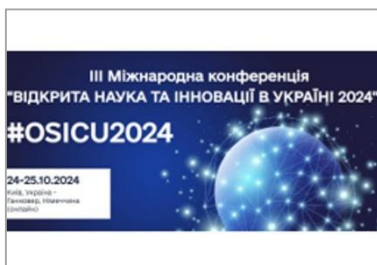 III Міжнародна конференція
"ВІДКРИТА НАУКА ТА ІННОВАЦІЇ В УКРАЇНІ 2024"
#OSICU2024
24-25.10.2024
Київ, Україна -
Ганновер, Німеччина
(онлайн)